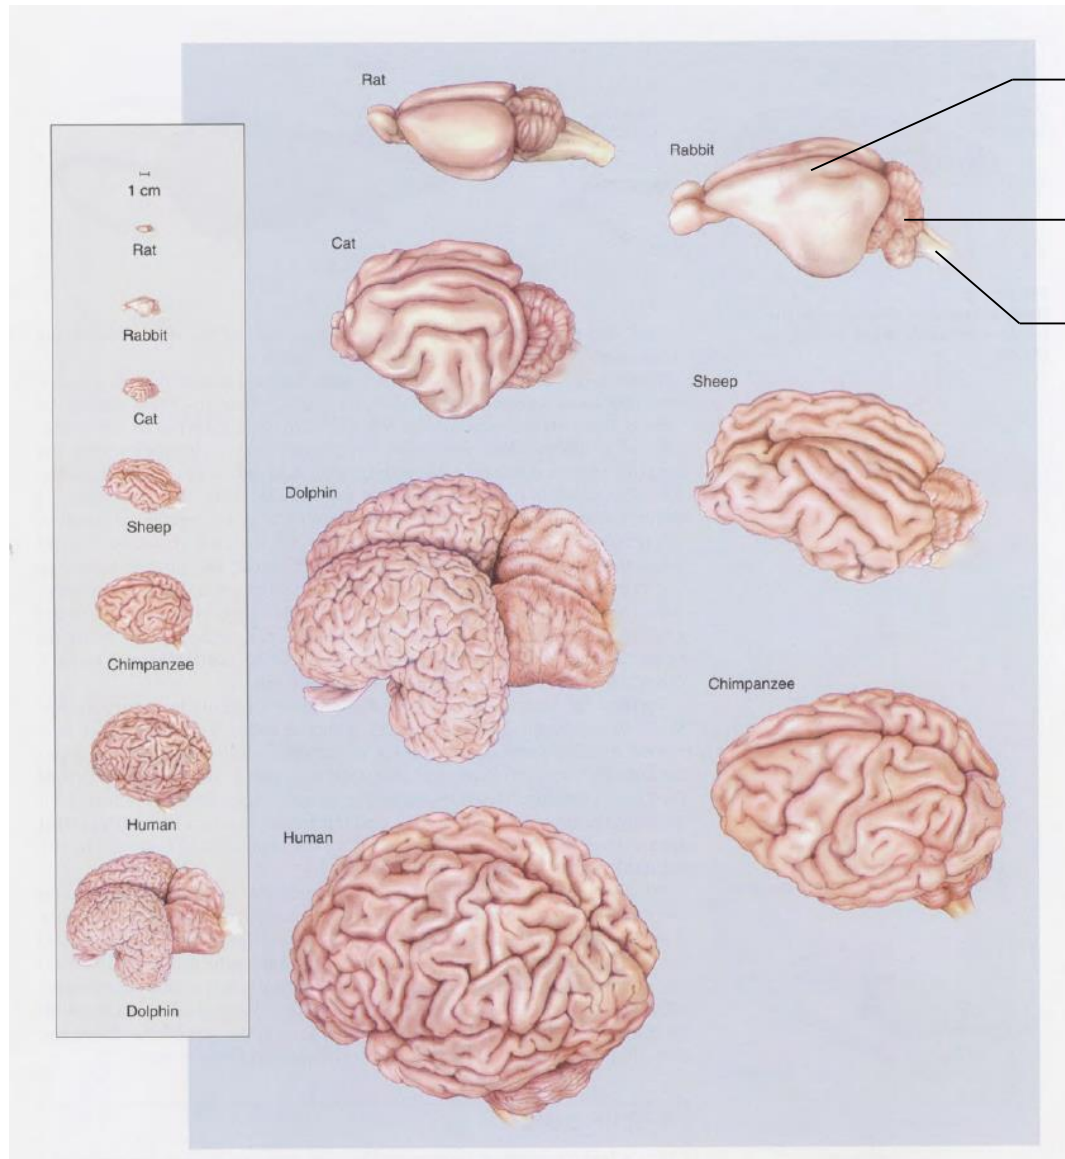 1 cm
Rat
Rabbit
Cat
Sheep
Chimpanzee
Human
Dolphin
Rat
Rabbit
Cat
Sheep
Dolphin
Chimpanzee
Human